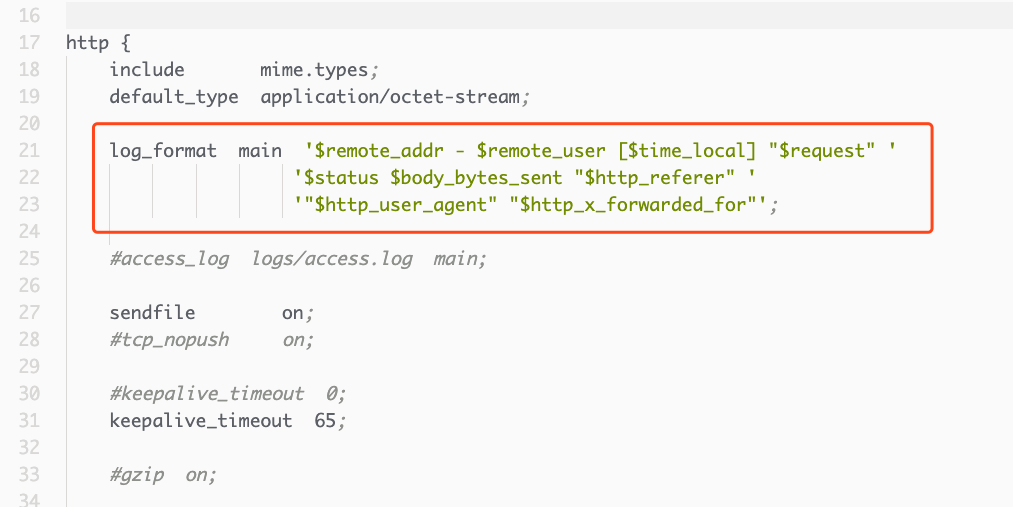 16
17 http {
18     include       mime.types;
19     default_type  application/octet-stream;
20
21     log_format  main  '$remote_addr - $remote_user [$time_local] "$request" '
22                      '$status $body_bytes_sent "$http_referer" '
23                      '"$http_user_agent" "$http_x_forwarded_for"';
24
25     #access_log  logs/access.log  main;
26
27     sendfile        on;
28     #tcp_nopush     on;
29
30     #keepalive_timeout  0;
31     keepalive_timeout  65;
32
33     #gzip  on;
34